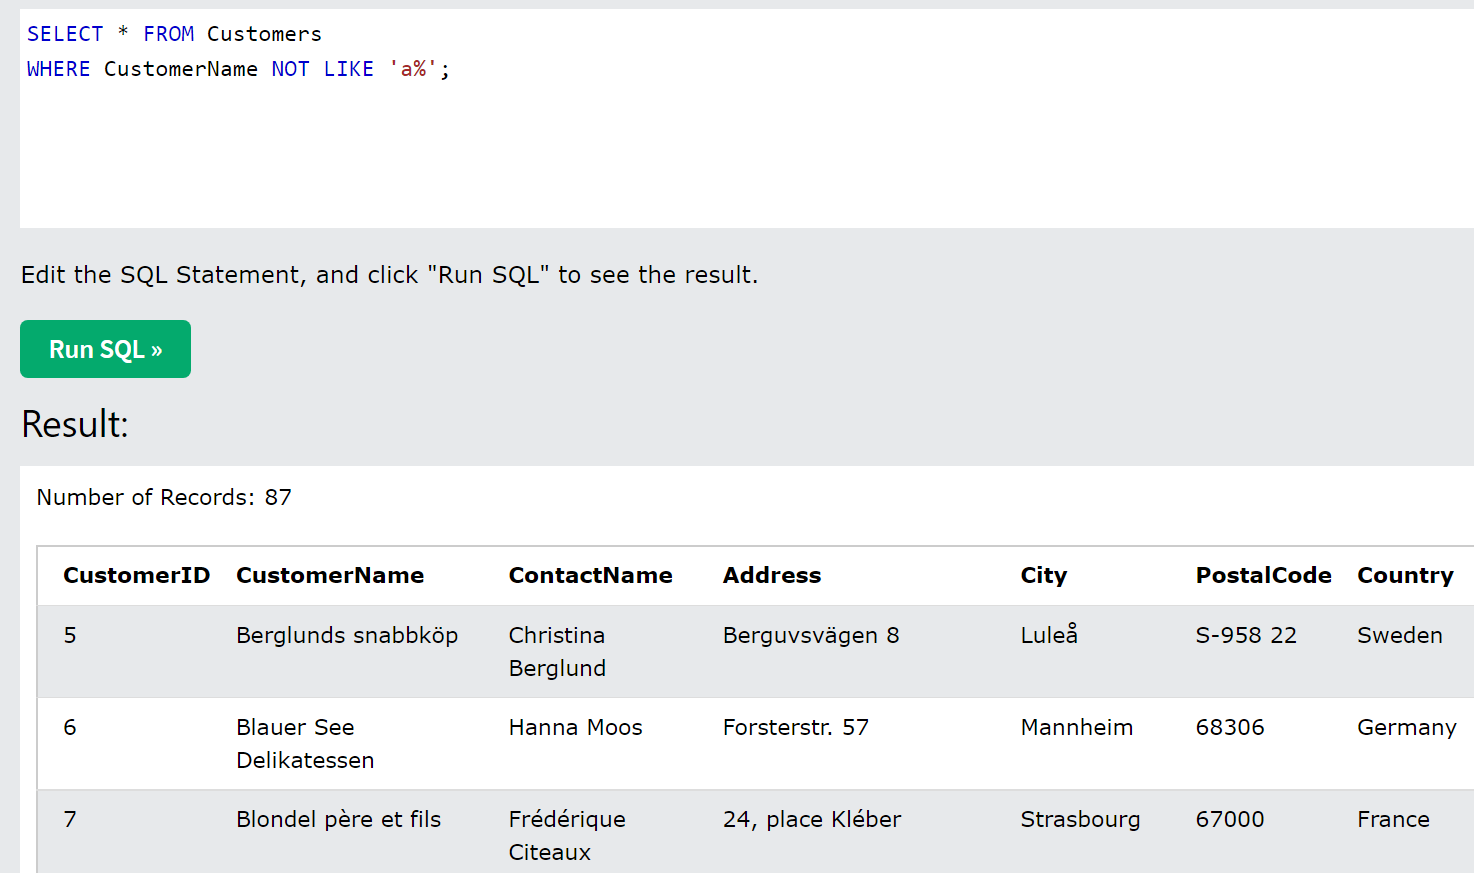 SELECT * FROM Customers
WHERE CustomerName NOT LIKE 'a%';
Edit the SQL Statement, and click "Run SQL" to see the result.
Run SQL »
Result:
Number of Records: 87
CustomerID CustomerName ContactName Address City PostalCode Country
5 Berglunds snabbköp Christina Berguvsvägen 8 Luleå S-958 22 Sweden
Berglund
6 Blauer See Hanna Moos Forsterstr. 57 Mannheim 68306 Germany
Delikatessen
7 Blondel père et fils Frédérique 24, place Kléber Strasbourg 67000 France
Citeaux